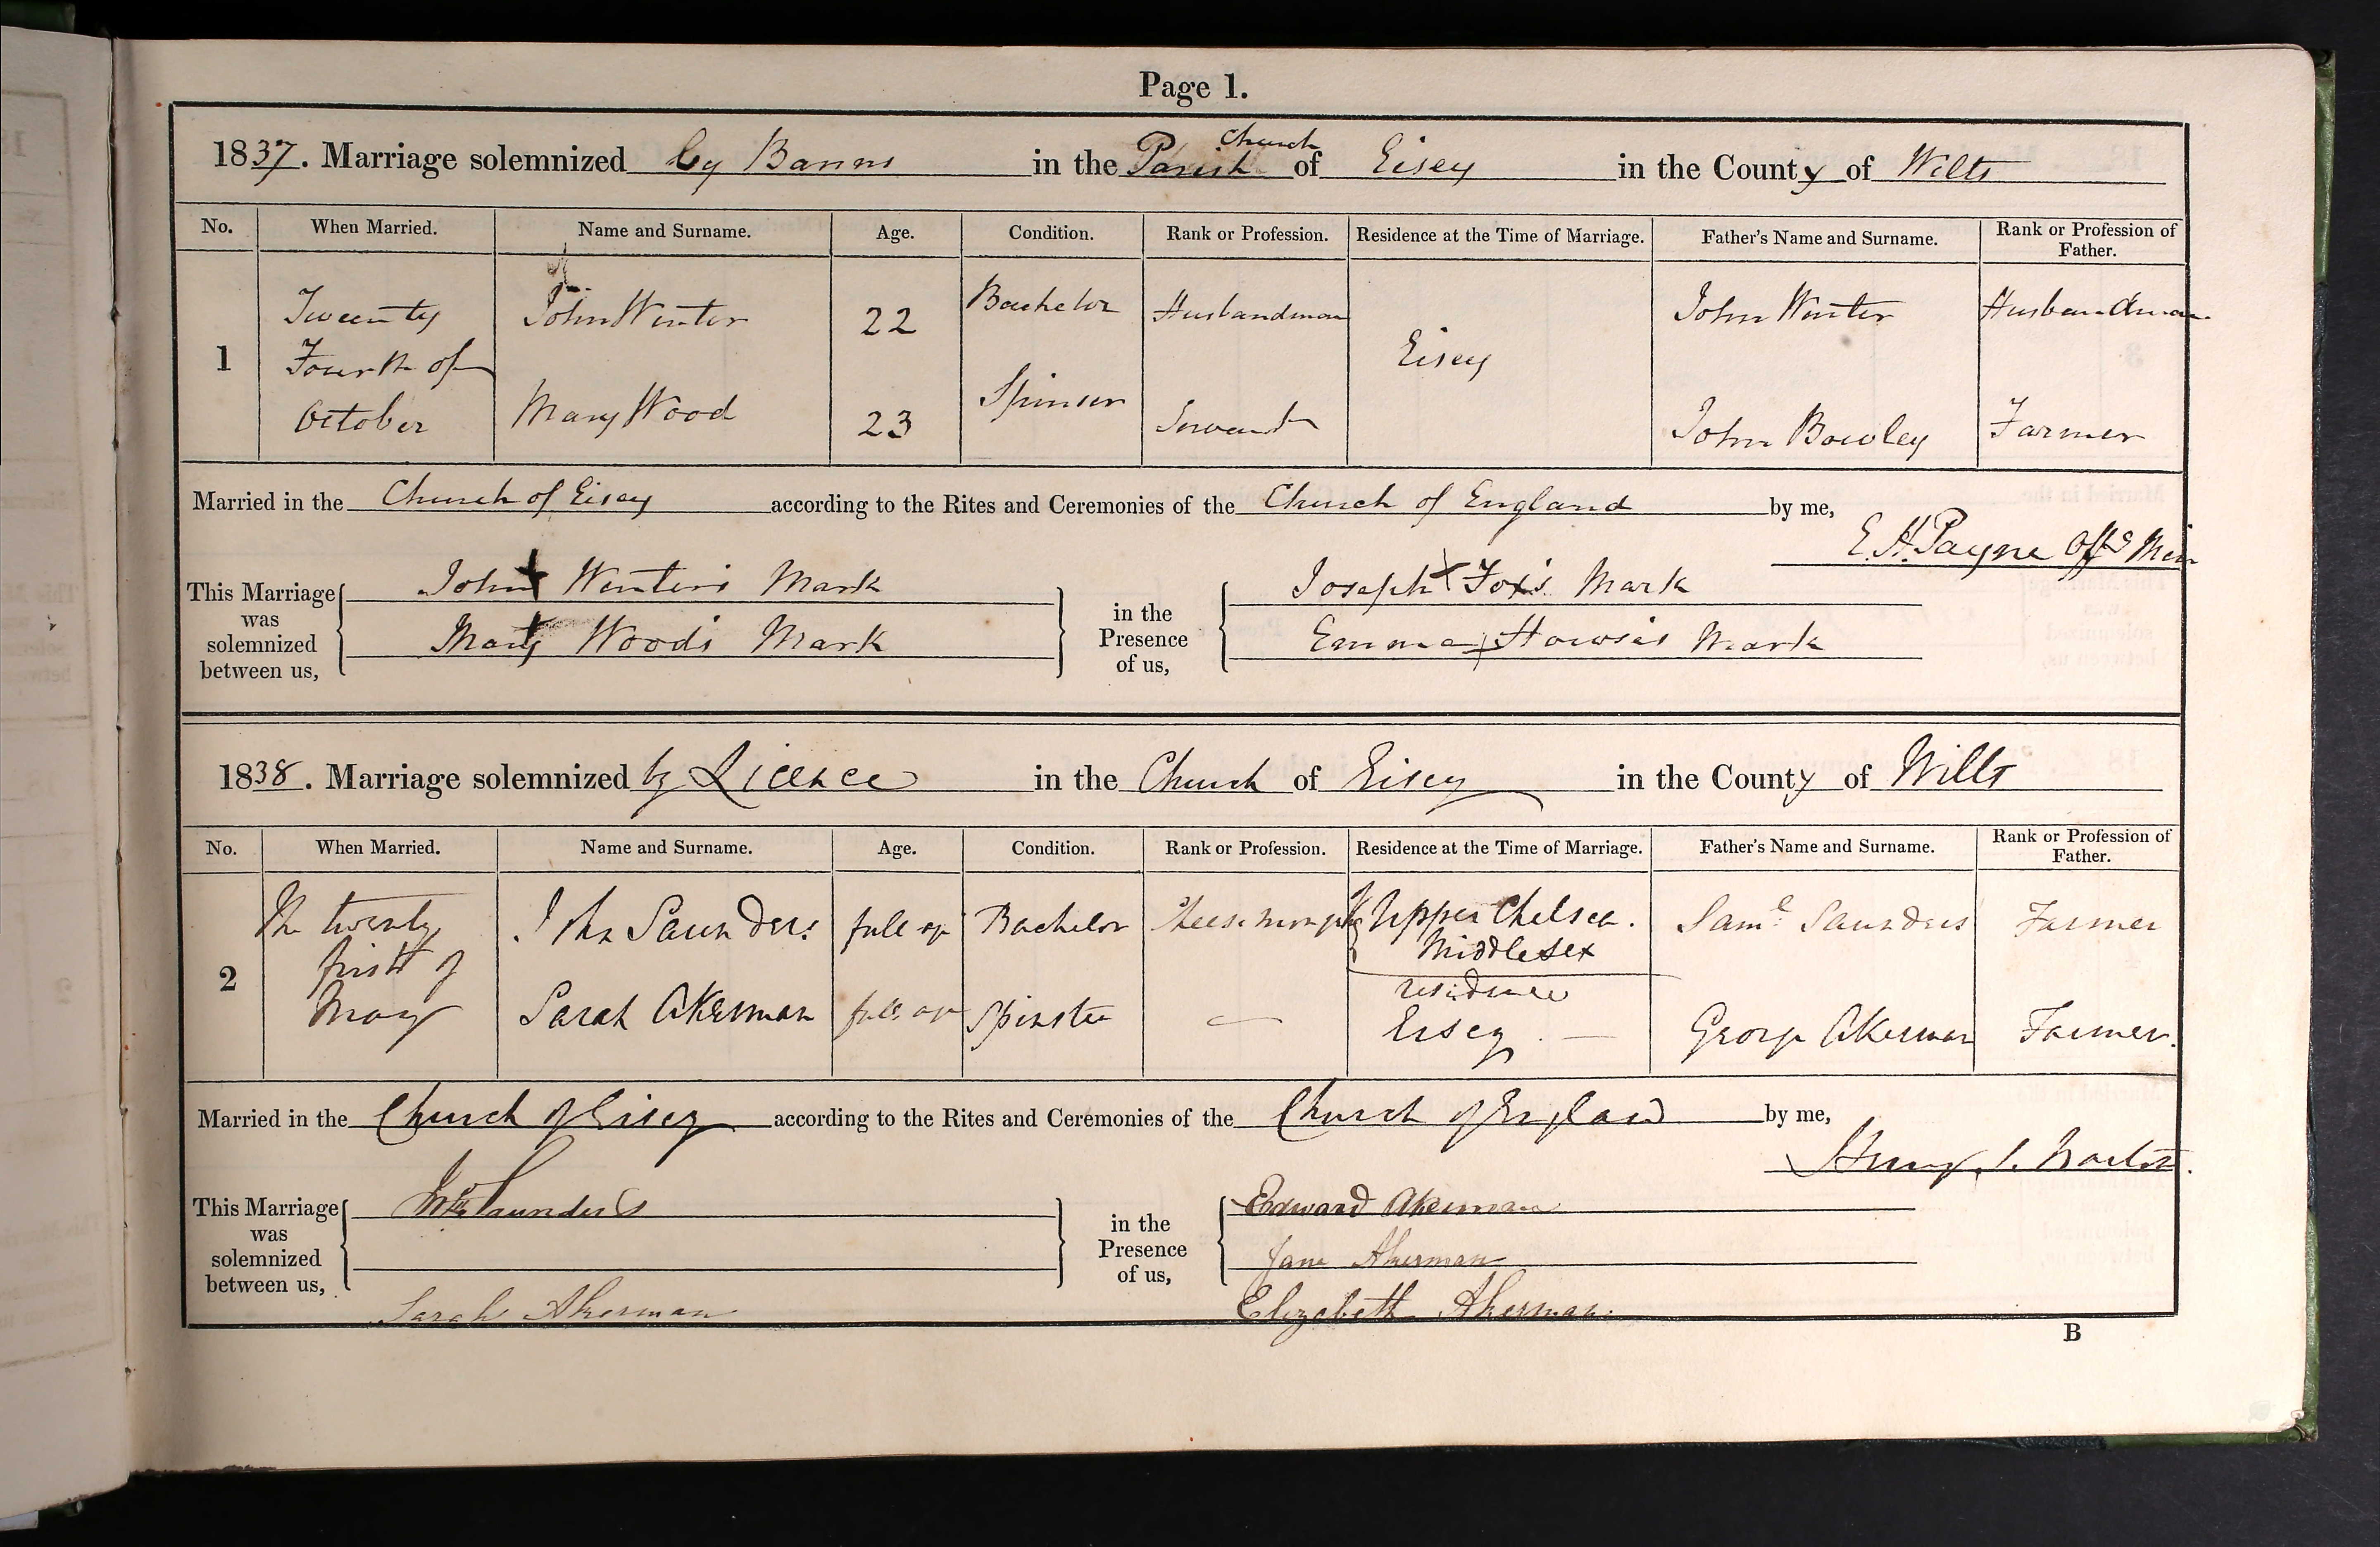 Page 1.
1837. Marriage solemnized by Banns in the Parish Church of Eisey in the County of Wilts
No. When Married. Name and Surname. Age. Condition. Rank or Profession. Residence at the Time of Marriage. Father's Name and Surname. Rank or Profession of Father.
1 Twenty Fourth of October
John Winter 22 Bachelor Husbandman Eisey John Winter Husbandman
Mary Wood 23 Spinster Servant John Bowley Farmer
Married in the Church of Eisey according to the Rites and Ceremonies of the Church of England by me,
E. H. Payne Offg Min
This Marriage was solemnized between us,
John X Winter's Mark
Mary X Wood's Mark
in the Presence of us,
Joseph X Fox's Mark
Emma X Howse's Mark
1838. Marriage solemnized by Licence in the Church of Eisey in the County of Wilts
No. When Married. Name and Surname. Age. Condition. Rank or Profession. Residence at the Time of Marriage. Father's Name and Surname. Rank or Profession of Father.
2 The twenty first of May
John Saunders full age Bachelor Cheesemonger Upper Chelsea. Middlesex Saml Saunders Farmer
Sarah Akerman full age Spinster — residence Eisey — George Akerman Farmer.
Married in the Church of Eisey according to the Rites and Ceremonies of the Church of England by me,
Henry
This Marriage was solemnized between us,
Jno Saunders
Sarah Akerman
in the Presence of us,
Edward Akerman
Jane Akerman
Elizabeth Akerman
B